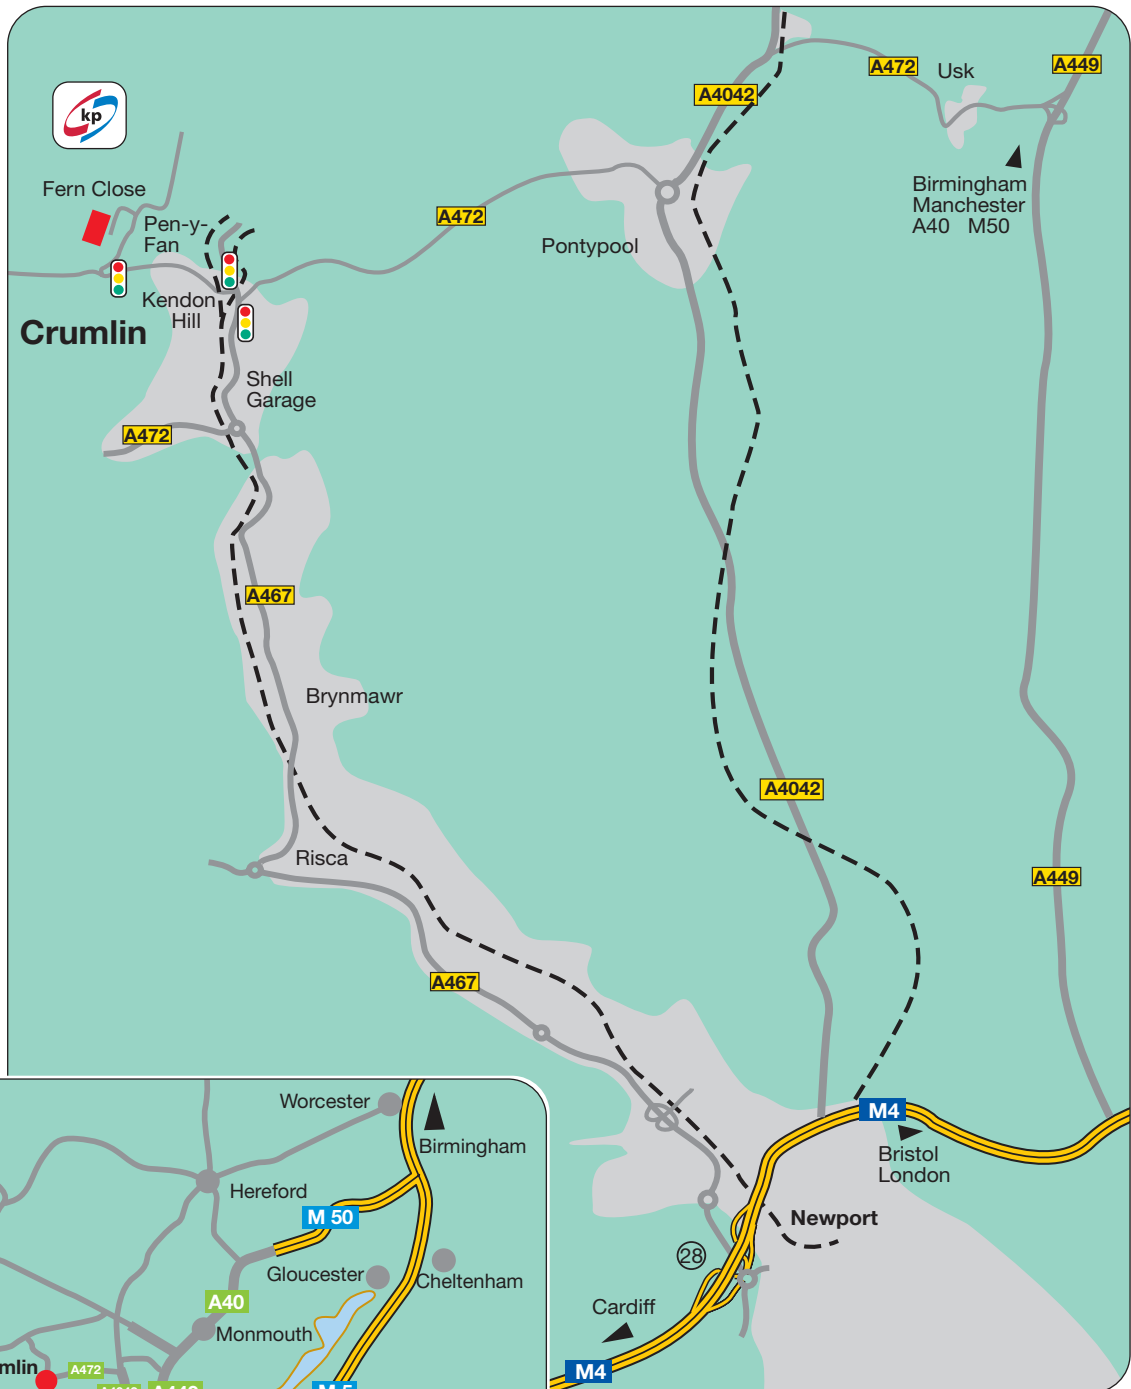 A472
Usk
A449
A4042
kp
Birmingham
Manchester
A40 M50
Fern Close
Pen-y-
Fan
A472
Pontypool
Kendon
Hill
Crumlin
Shell
Garage
A472
A467
Brynmawr
A4042
Risca
A449
A467
M4
Bristol
London
Newport
28
Cardiff
M4
Worcester
Birmingham
Hereford
M 50
Gloucester
Cheltenham
A40
Monmouth
mlin
A472